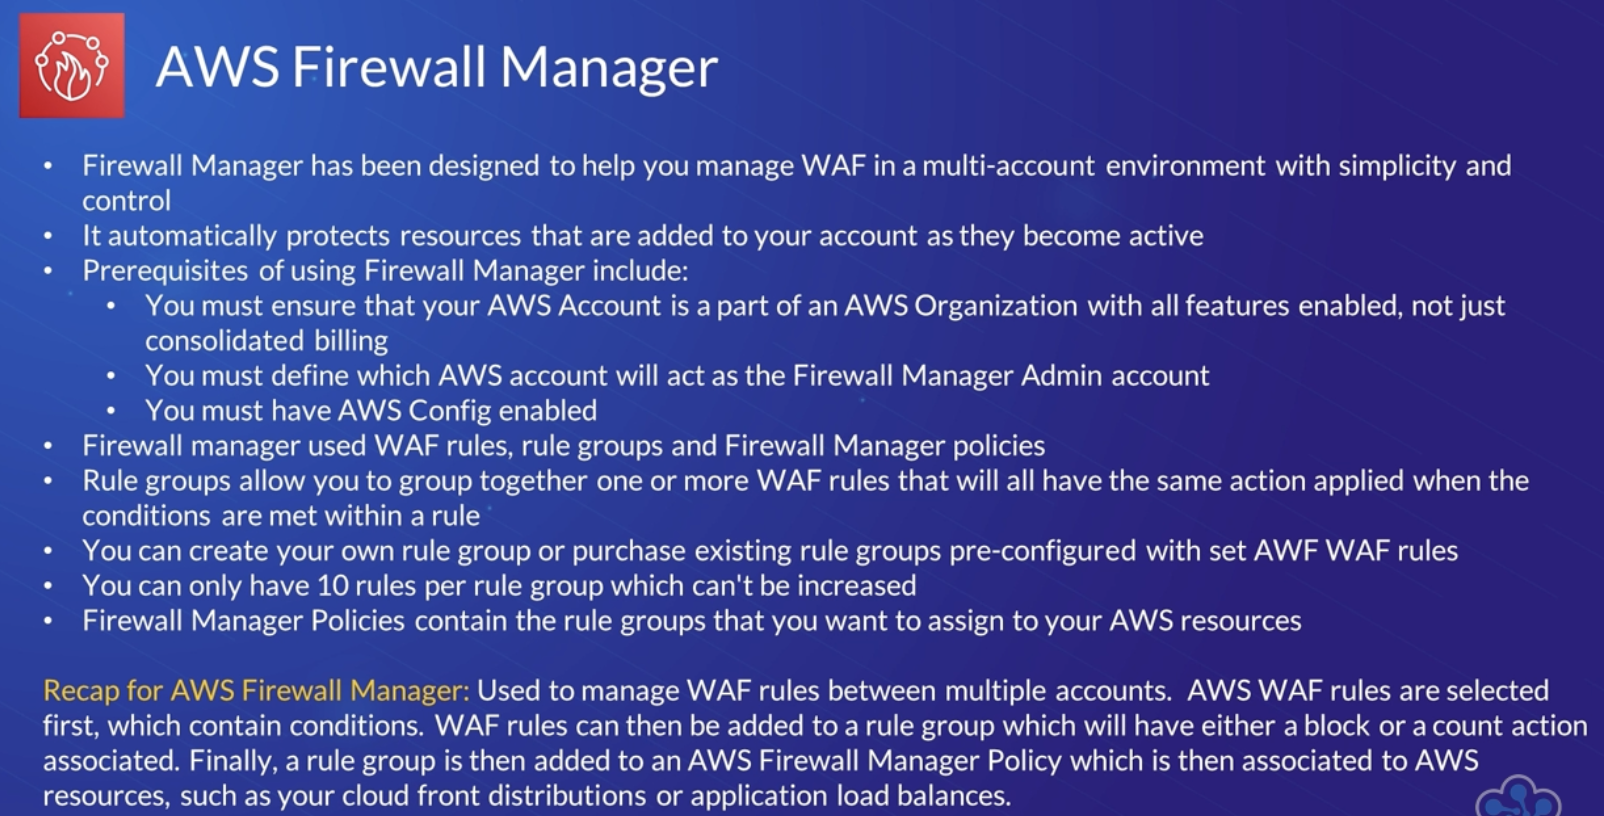 AWS Firewall Manager
• Firewall Manager has been designed to help you manage WAF in a multi-account environment with simplicity and
control
• It automatically protects resources that are added to your account as they become active
• Prerequisites of using Firewall Manager include:
• You must ensure that your AWS Account is a part of an AWS Organization with all features enabled, not just
consolidated billing
• You must define which AWS account will act as the Firewall Manager Admin account
• You must have AWS Config enabled
• Firewall manager used WAF rules, rule groups and Firewall Manager policies
• Rule groups allow you to group together one or more WAF rules that will all have the same action applied when the
conditions are met within a rule
• You can create your own rule group or purchase existing rule groups pre-configured with set AWF WAF rules
• You can only have 10 rules per rule group which can't be increased
• Firewall Manager Policies contain the rule groups that you want to assign to your AWS resources
Recap for AWS Firewall Manager: Used to manage WAF rules between multiple accounts. AWS WAF rules are selected
first, which contain conditions. WAF rules can then be added to a rule group which will have either a block or a count action
associated. Finally, a rule group is then added to an AWS Firewall Manager Policy which is then associated to AWS
resources, such as your cloud front distributions or application load balances.